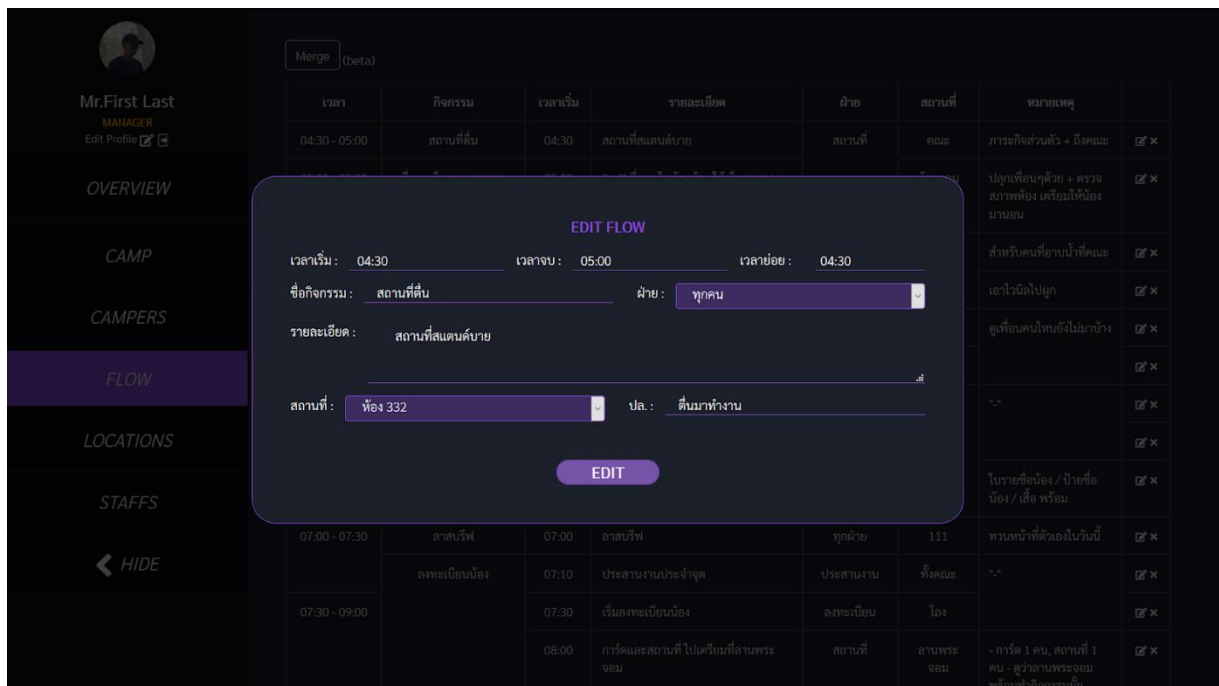 Merge (beta)
Mr.First Last
MANAGER
Edit Profile
OVERVIEW
CAMP
CAMPERS
FLOW
LOCATIONS
STAFFS
HIDE
เวลา กิจกรรม เวลาเริ่ม รายละเอียด ฝ่าย สถานที่ หมายเหตุ
04:30 - 05:00 สถานที่ตื่น 04:30 สถานที่สแตนด์บาย สถานที่ คณะ ภาระกิจส่วนตัว + ถึงคณะ
ปลุกเพื่อนๆด้วย + ตรวจ
สภาพห้อง เตรียมให้น้อง
มานอน
สำหรับคนที่อาบน้ำที่คณะ
เอาไวนิลไปผูก
ดูเพื่อนคนไหนยังไม่มาบ้าง
"-"
ใบรายชื่อน้อง / ป้ายชื่อ
น้อง / เสื้อ พร้อม
EDIT FLOW
เวลาเริ่ม : 04:30 เวลาจบ : 05:00 เวลาย่อย : 04:30
ชื่อกิจกรรม : สถานที่ตื่น ฝ่าย : ทุกคน
รายละเอียด : สถานที่สแตนด์บาย
สถานที่ : ห้อง 332 ปล. : ตื่นมาทำงาน
EDIT
07:00 - 07:30 ลาสบรีฟ 07:00 ลาสบรีฟ ทุกฝ่าย 111 ทวนหน้าที่ตัวเองในวันนี้
ลงทะเบียนน้อง 07:10 ประสานงานประจำจุด ประสานงาน ทั้งคณะ "-"
07:30 - 09:00 07:30 เริ่มลงทะเบียนน้อง ลงทะเบียน โถง
08:00 การ์ดและสถานที่ ไปเตรียมที่ลานพระ สถานที่ ลานพระ - การ์ด 1 คน, สถานที่ 1
จอม จอม คน - ดูว่าลานพระจอม